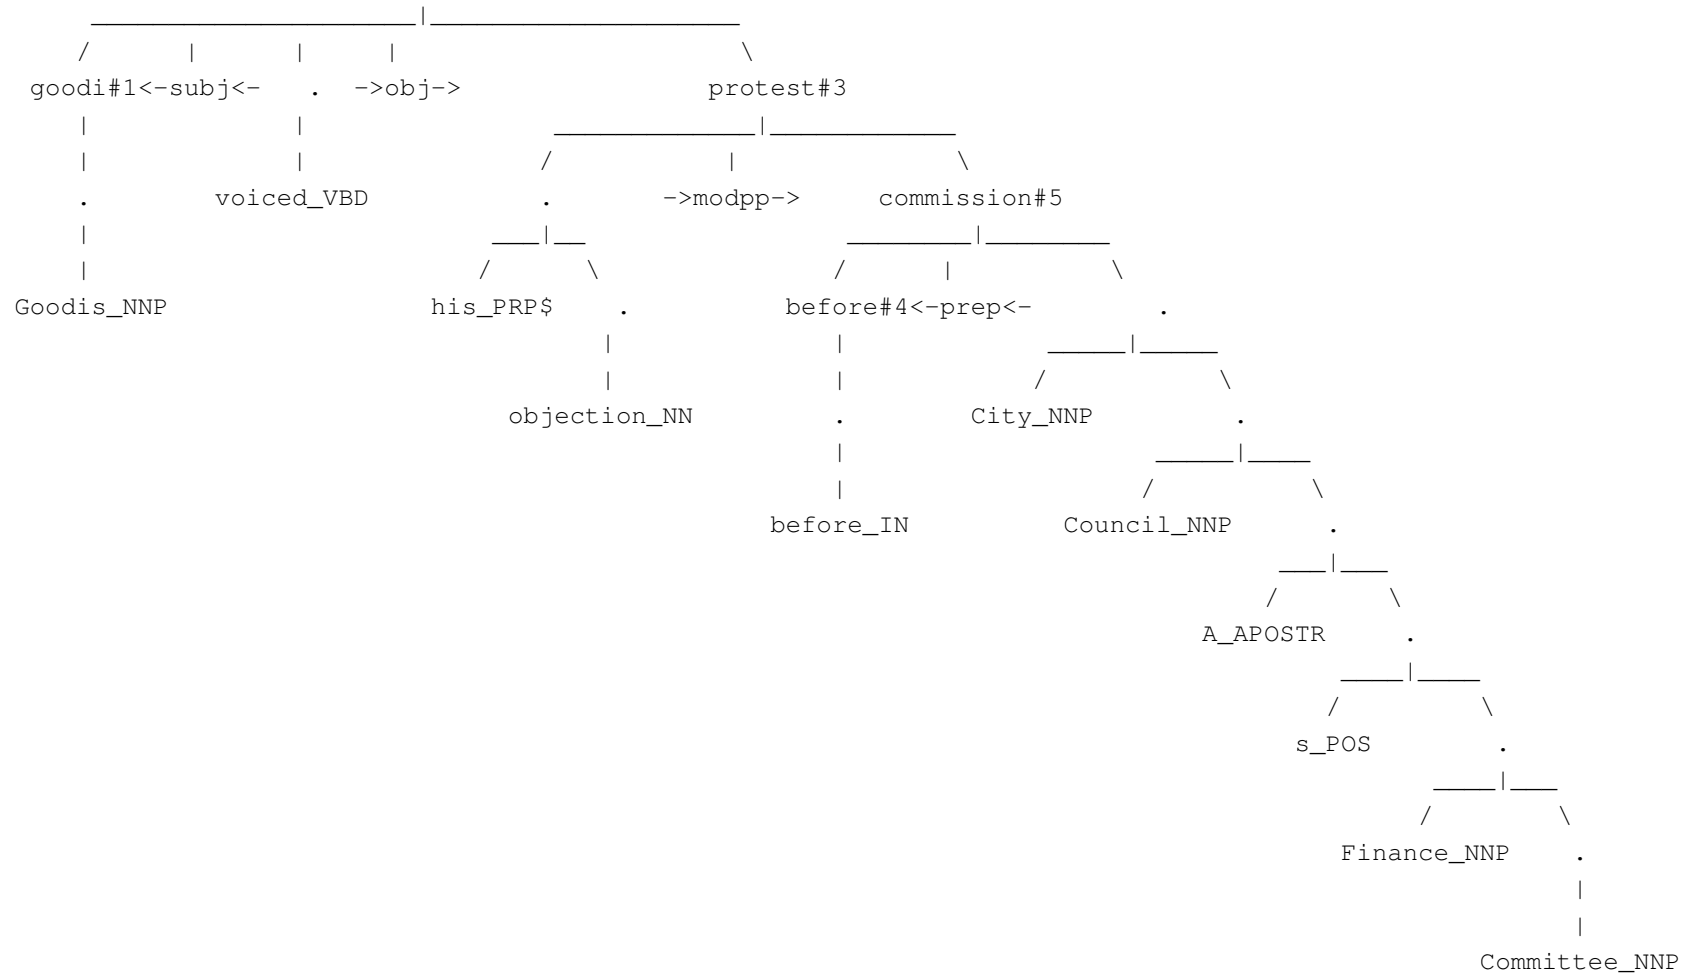 goodi#1<-subj<- . ->obj-> protest#3
voiced_VBD . ->modpp-> commission#5
Goodis_NNP his_PRP$ . before#4<-prep<- .
objection_NN . City_NNP .
before_IN Council_NNP .
A_APOSTR .
s_POS .
Finance_NNP .
Committee_NNP